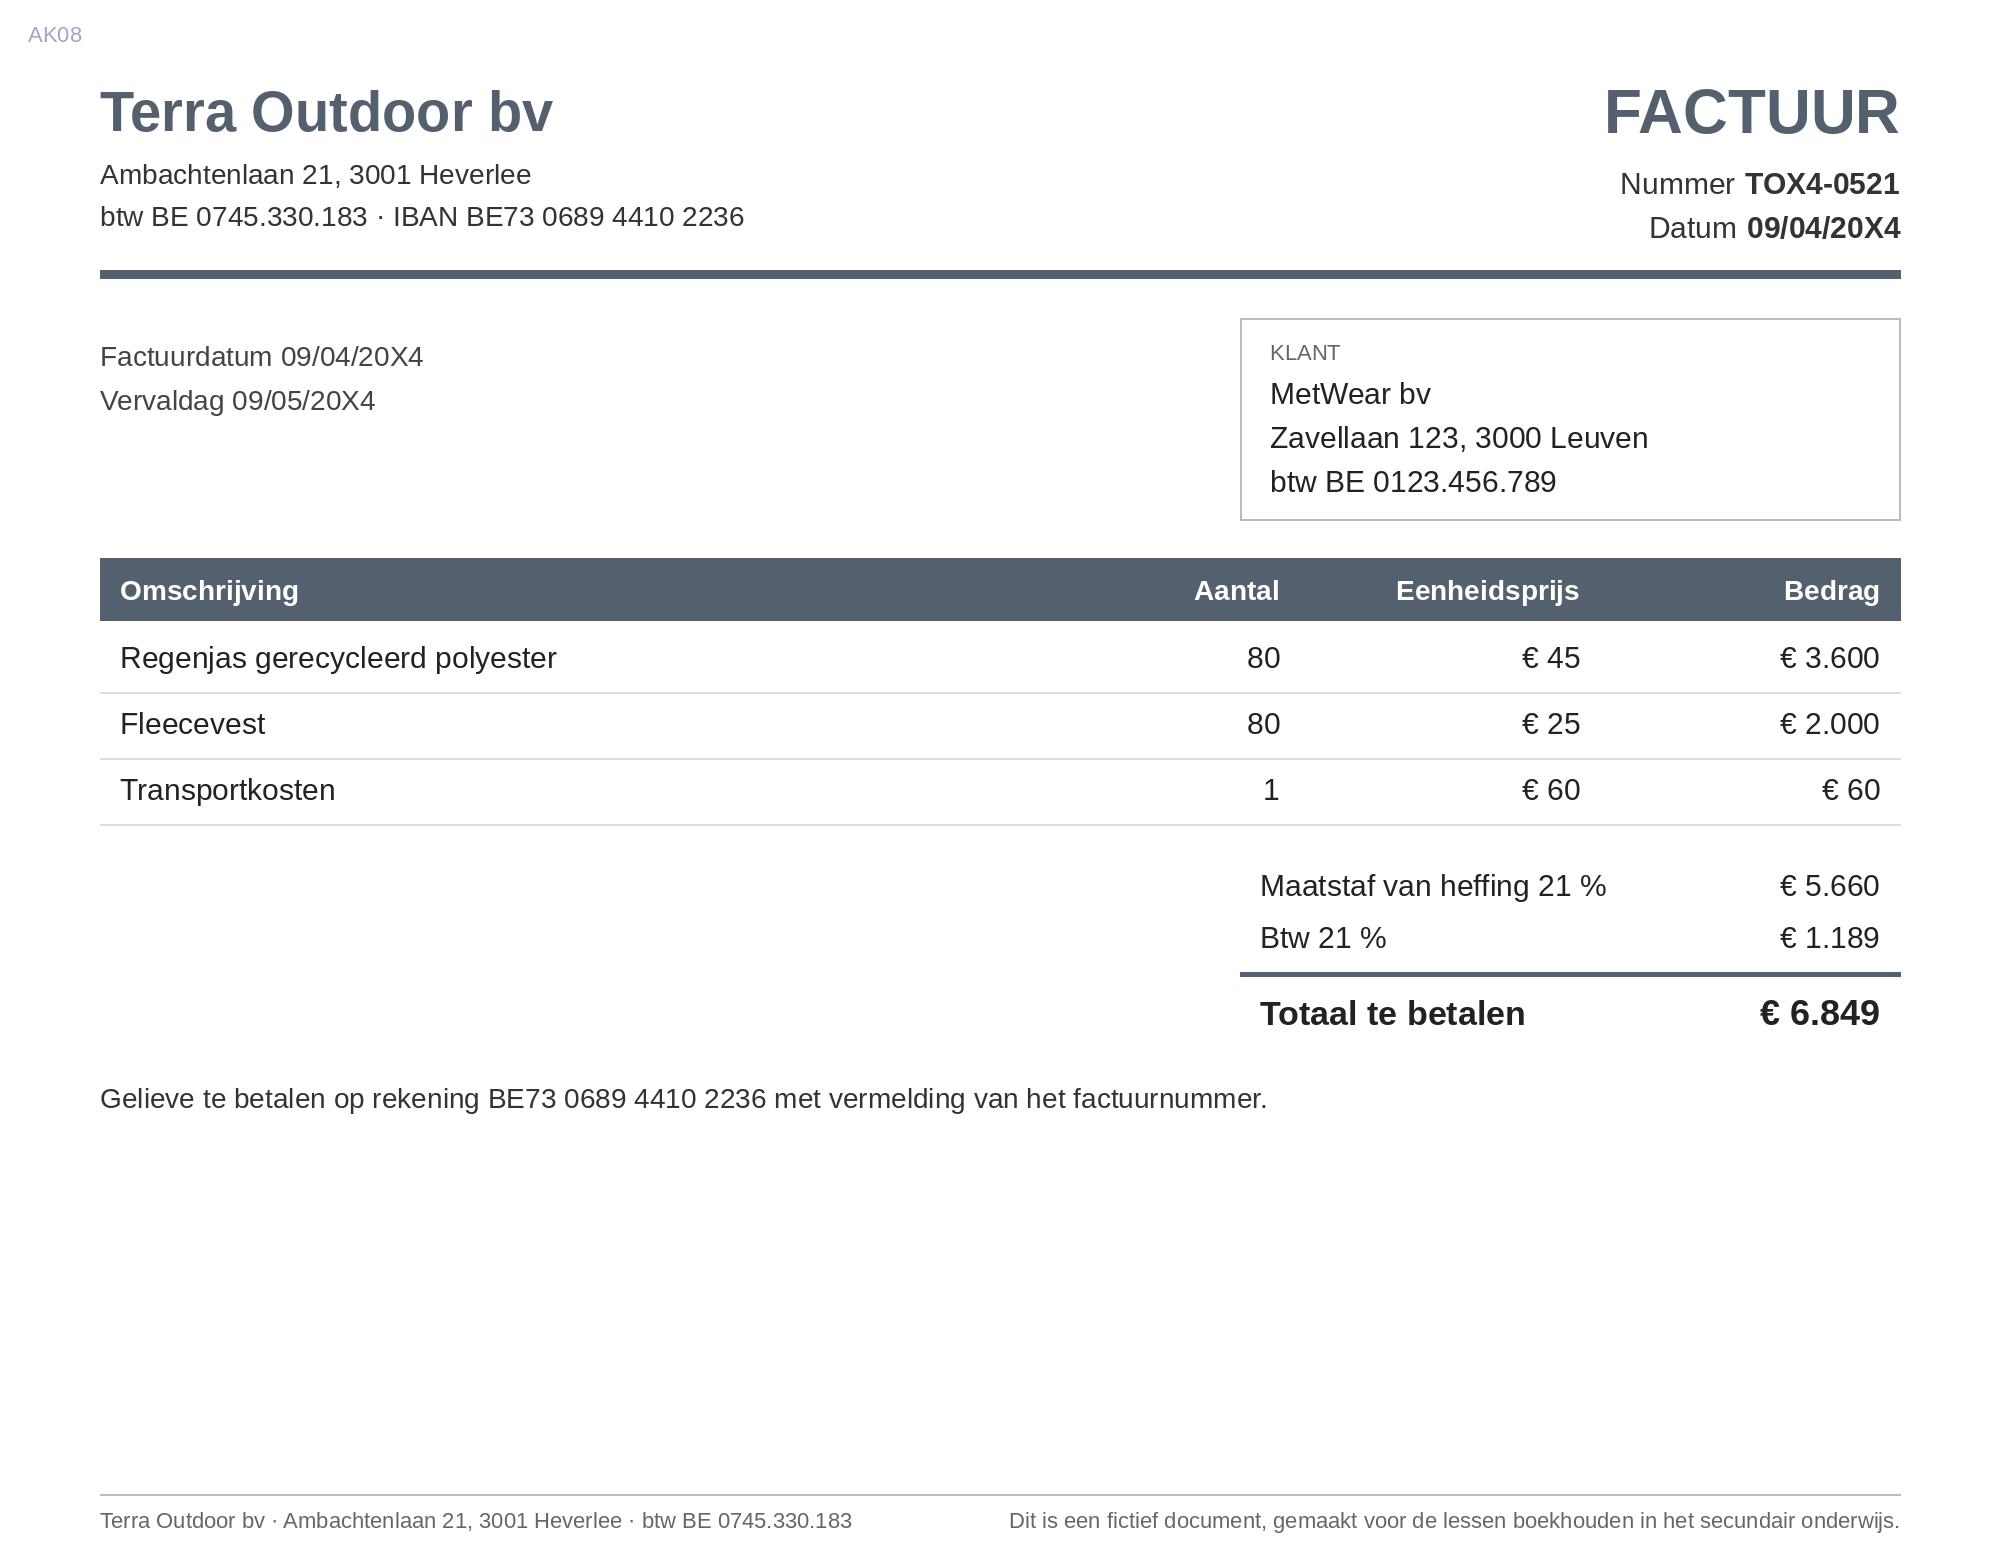 AK08
Terra Outdoor bv
FACTUUR
Ambachtenlaan 21, 3001 Heverlee
btw BE 0745.330.183 · IBAN BE73 0689 4410 2236
Nummer TOX4-0521
Datum 09/04/20X4
Factuurdatum 09/04/20X4
Vervaldag 09/05/20X4
KLANT
MetWear bv
Zavellaan 123, 3000 Leuven
btw BE 0123.456.789
Omschrijving Aantal Eenheidsprijs Bedrag
Regenjas gerecycleerd polyester 80 € 45 € 3.600
Fleecevest 80 € 25 € 2.000
Transportkosten 1 € 60 € 60
Maatstaf van heffing 21 % € 5.660
Btw 21 % € 1.189
Totaal te betalen € 6.849
Gelieve te betalen op rekening BE73 0689 4410 2236 met vermelding van het factuurnummer.
Terra Outdoor bv · Ambachtenlaan 21, 3001 Heverlee · btw BE 0745.330.183
Dit is een fictief document, gemaakt voor de lessen boekhouden in het secundair onderwijs.